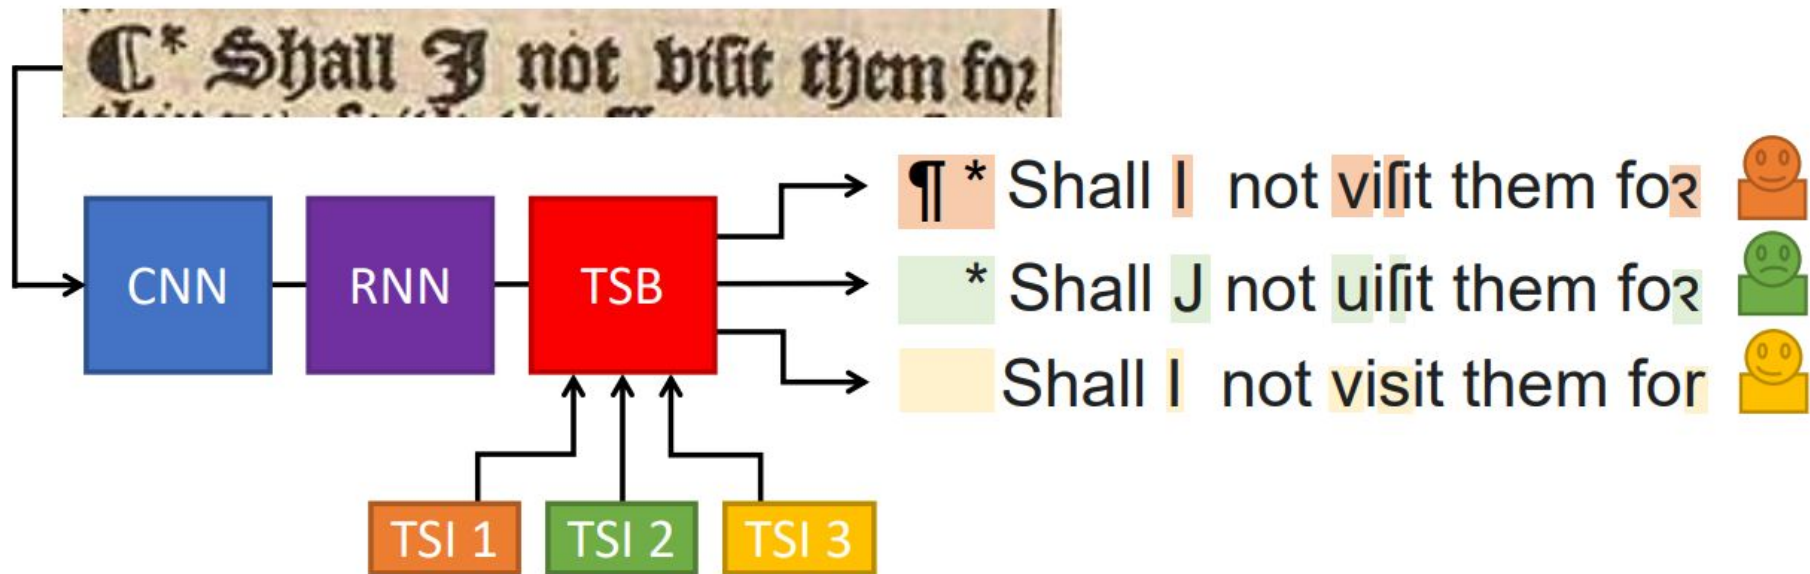 ☾* Shall J not viſit them foꝛ
¶ * Shall I not viſit them foꝛ
CNN RNN TSB
* Shall J not uiſit them foꝛ
Shall I not visit them for
TSI 1 TSI 2 TSI 3